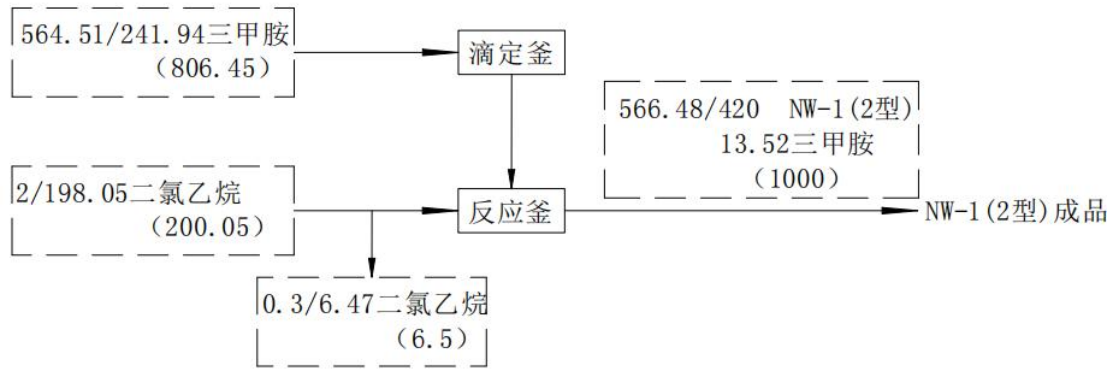 564.51/241.94三甲胺
（806.45）
滴定釜
566.48/420 NW-1(2型)
13.52三甲胺
（1000）
2/198.05二氯乙烷
（200.05）
反应釜
NW-1(2型)成品
0.3/6.47二氯乙烷
（6.5）